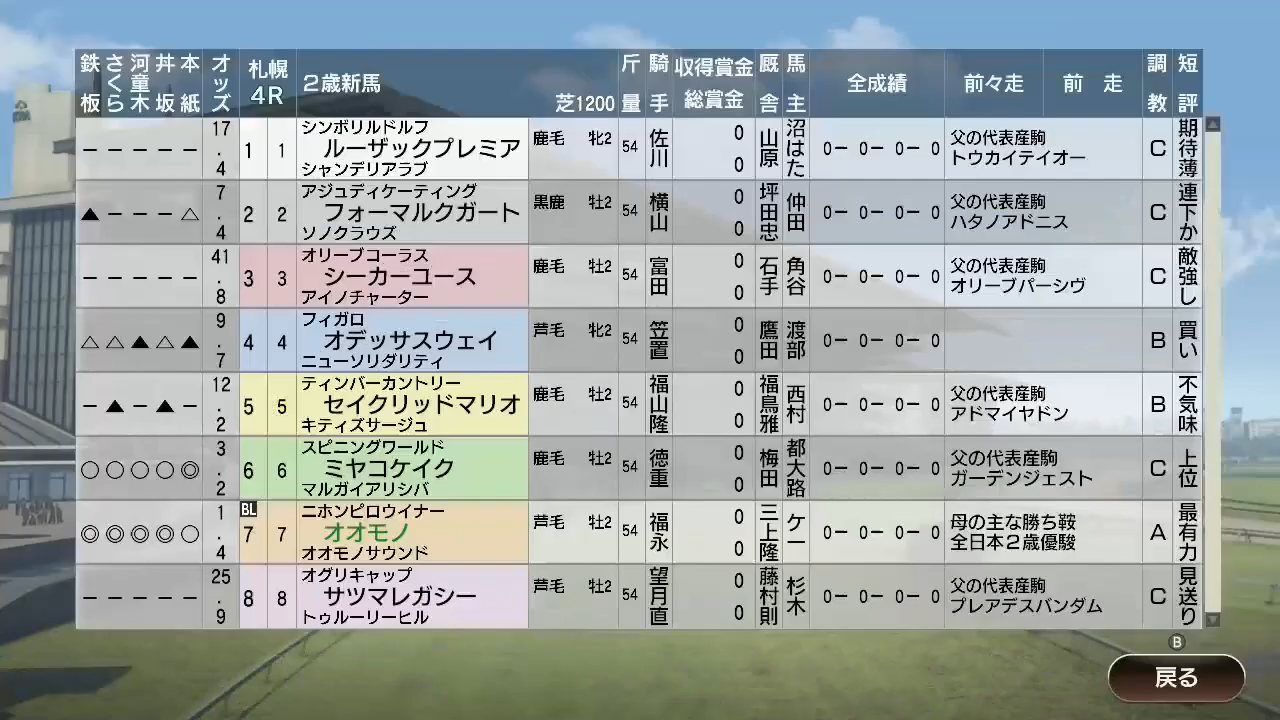 鉄板 さくら 河童木 井坂 本紙 オッズ 札幌4R 2歳新馬 芝1200 斤量 騎手 収得賞金 総賞金 厩舎 馬主 全成績 前々走 前 走 調教 短評
シンボリルドルフ
－－－－－ 17.4 1 1 ルーザックプレミア 鹿毛 牝2 54 佐川 0 0 山原 沼はた 0－ 0－ 0－ 0 父の代表産駒 トウカイテイオー C 期待薄
シャンデリアラブ
アジュディケーティング
▲－－－△ 7.4 2 2 フォーマルクガート 黒鹿 牡2 54 横山 0 0 坪田忠 仲田 0－ 0－ 0－ 0 父の代表産駒 ハタノアドニス C 連下か
ソノクラウズ
オリーブコーラス
－－－－－ 41.8 3 3 シーカーユース 鹿毛 牡2 54 富田 0 0 石手 角谷 0－ 0－ 0－ 0 父の代表産駒 オリーブパーシヴ C 敵強し
アイノチャーター
フィガロ
△△▲△▲ 9.7 4 4 オデッサスウェイ 芦毛 牝2 54 笠置 0 0 鷹田 渡部 0－ 0－ 0－ 0 B 買い
ニューソリダリティ
ティンバーカントリー
－▲－▲－ 12.2 5 5 セイクリッドマリオ 鹿毛 牡2 54 福山隆 0 0 福鳥雅 西村 0－ 0－ 0－ 0 父の代表産駒 アドマイヤドン B 不気味
キティズサージュ
スピニングワールド
○○○○◎ 3.2 6 6 ミヤコケイク 鹿毛 牡2 54 徳重 0 0 梅田 都大路 0－ 0－ 0－ 0 父の代表産駒 ガーデンジェスト C 上位
マルガイアリシバ
ニホンピロウイナー
◎◎◎◎○ 1.4 BL 7 7 オオモノ 芦毛 牡2 54 福永 0 0 三上隆 ケー 0－ 0－ 0－ 0 母の主な勝ち鞍 全日本2歳優駿 A 最有力
オオモノサウンド
オグリキャップ
－－－－－ 25.9 8 8 サツマレガシー 芦毛 牡2 54 望月直 0 0 藤村則 杉木 0－ 0－ 0－ 0 父の代表産駒 プレアデスバンダム C 見送り
トゥルーリーヒル
B
戻る